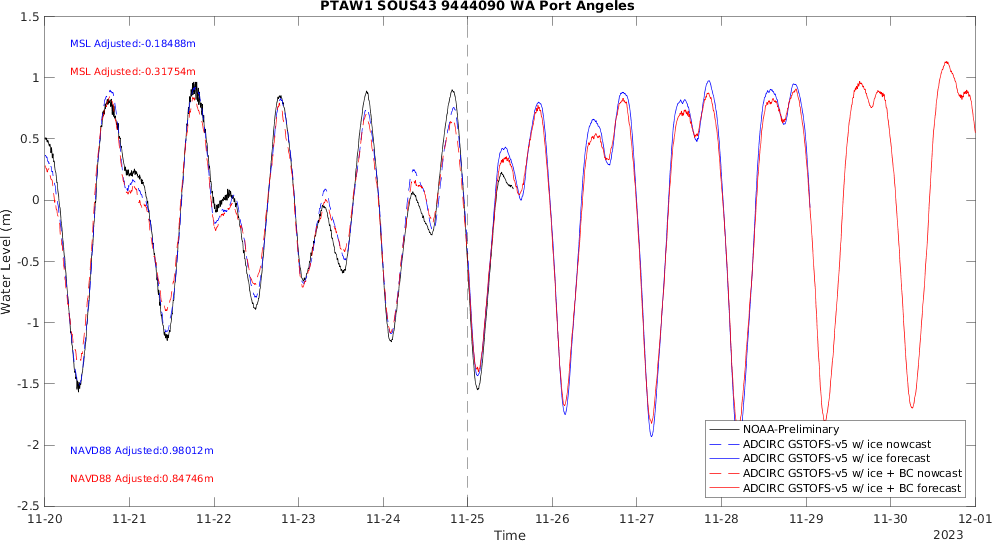 PTAW1 SOUS43 9444090 WA Port Angeles
1.5
1
0.5
0
-0.5
-1
-1.5
-2
-2.5
Water Level (m)
MSL Adjusted:-0.18488m
MSL Adjusted:-0.31754m
NAVD88 Adjusted:0.98012m
NAVD88 Adjusted:0.84746m
NOAA-Preliminary
ADCIRC GSTOFS-v5 w/ ice nowcast
ADCIRC GSTOFS-v5 w/ ice forecast
ADCIRC GSTOFS-v5 w/ ice + BC nowcast
ADCIRC GSTOFS-v5 w/ ice + BC forecast
11-20 11-21 11-22 11-23 11-24 11-25 11-26 11-27 11-28 11-29 11-30 12-01
Time
2023